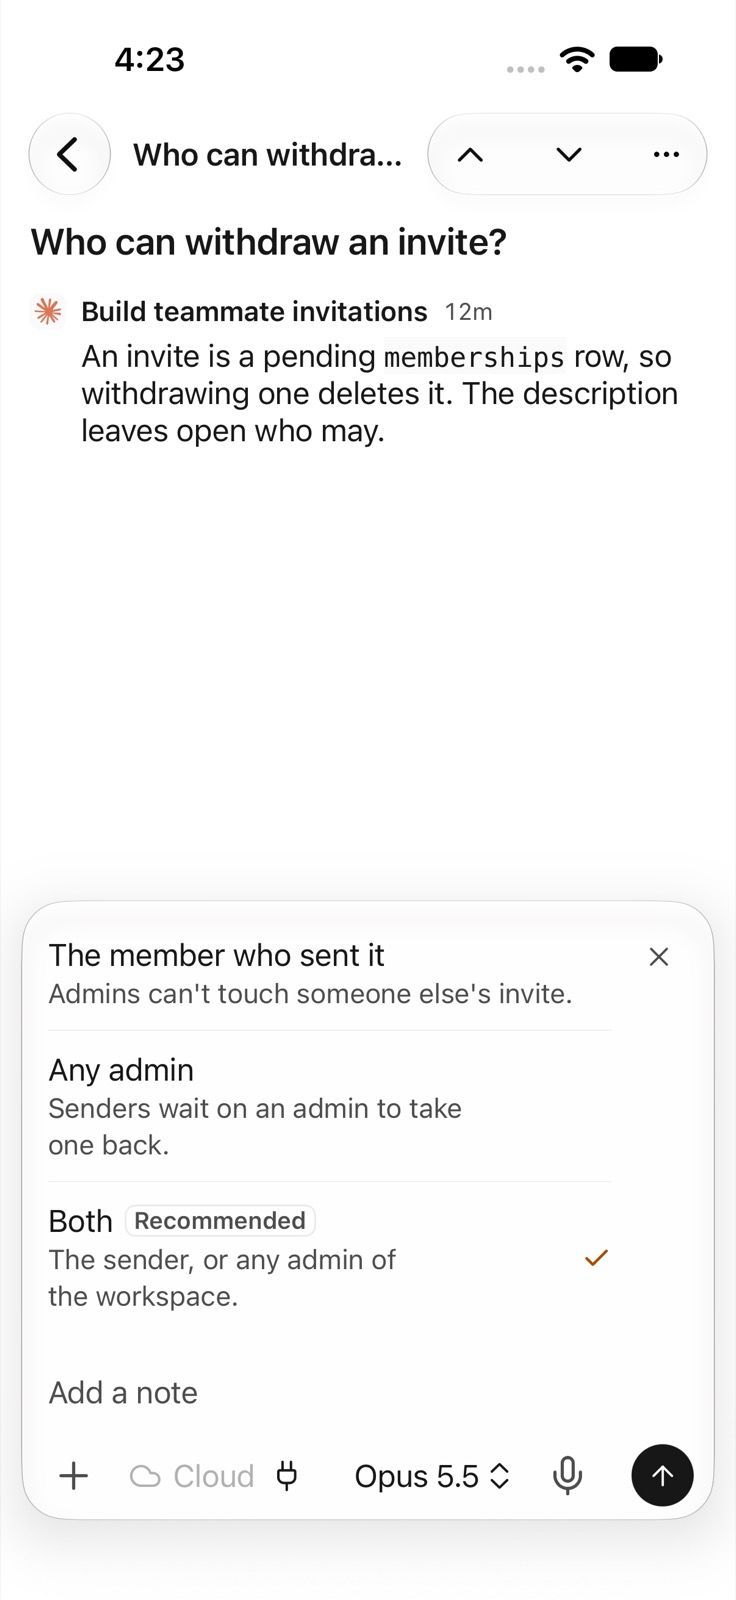 4:23
Who can withdra...
Who can withdraw an invite?
Build teammate invitations 12m
An invite is a pending memberships row, so
withdrawing one deletes it. The description
leaves open who may.
The member who sent it
Admins can't touch someone else's invite.
Any admin
Senders wait on an admin to take
one back.
Both Recommended
The sender, or any admin of
the workspace.
Add a note
Cloud Opus 5.5